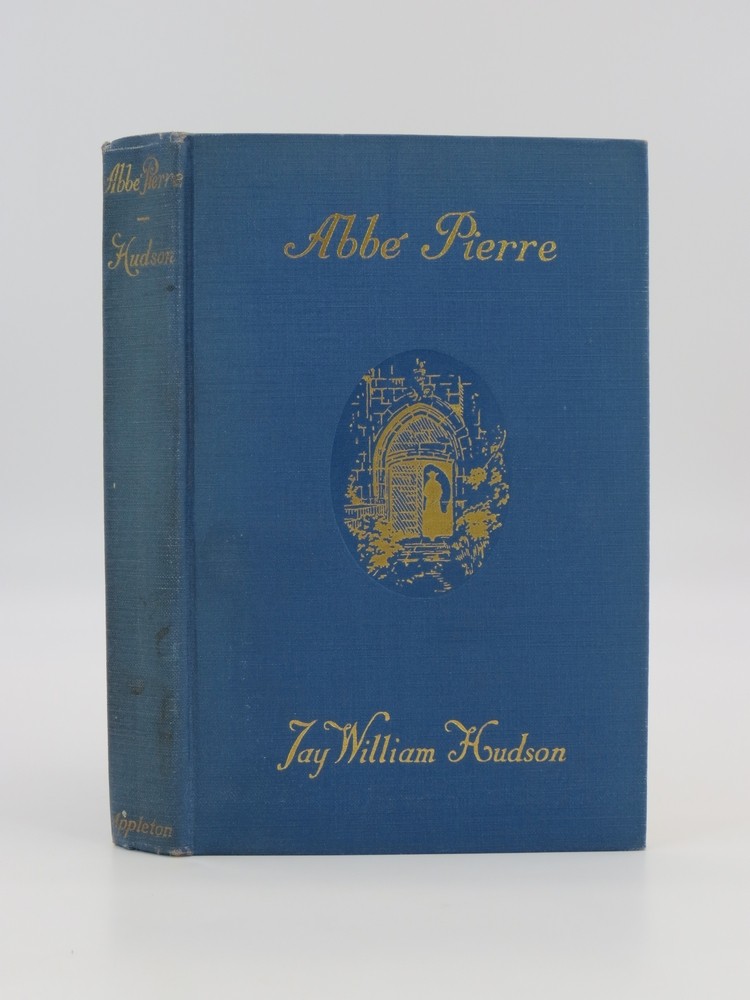 Abbé Pierre
Hudson
Appleton
Abbé Pierre
Jay William Hudson